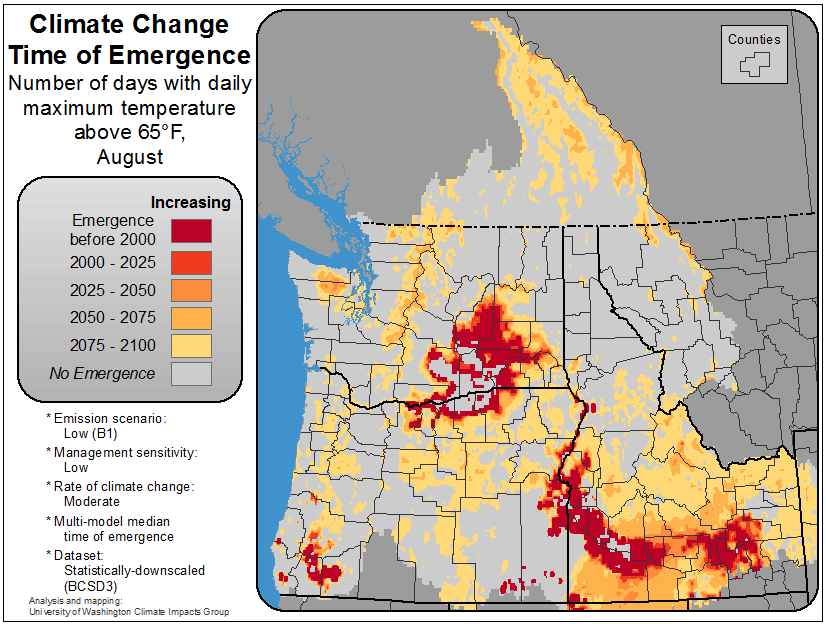 Climate Change
Time of Emergence
Number of days with daily
maximum temperature
above 65°F,
August
Counties
Increasing
Emergence
before 2000
2000 - 2025
2025 - 2050
2050 - 2075
2075 - 2100
No Emergence
* Emission scenario:
Low (B1)
* Management sensitivity:
Low
* Rate of climate change:
Moderate
* Multi-model median
time of emergence
* Dataset:
Statistically-downscaled
(BCSD3)
Analysis and mapping:
University of Washington Climate Impacts Group